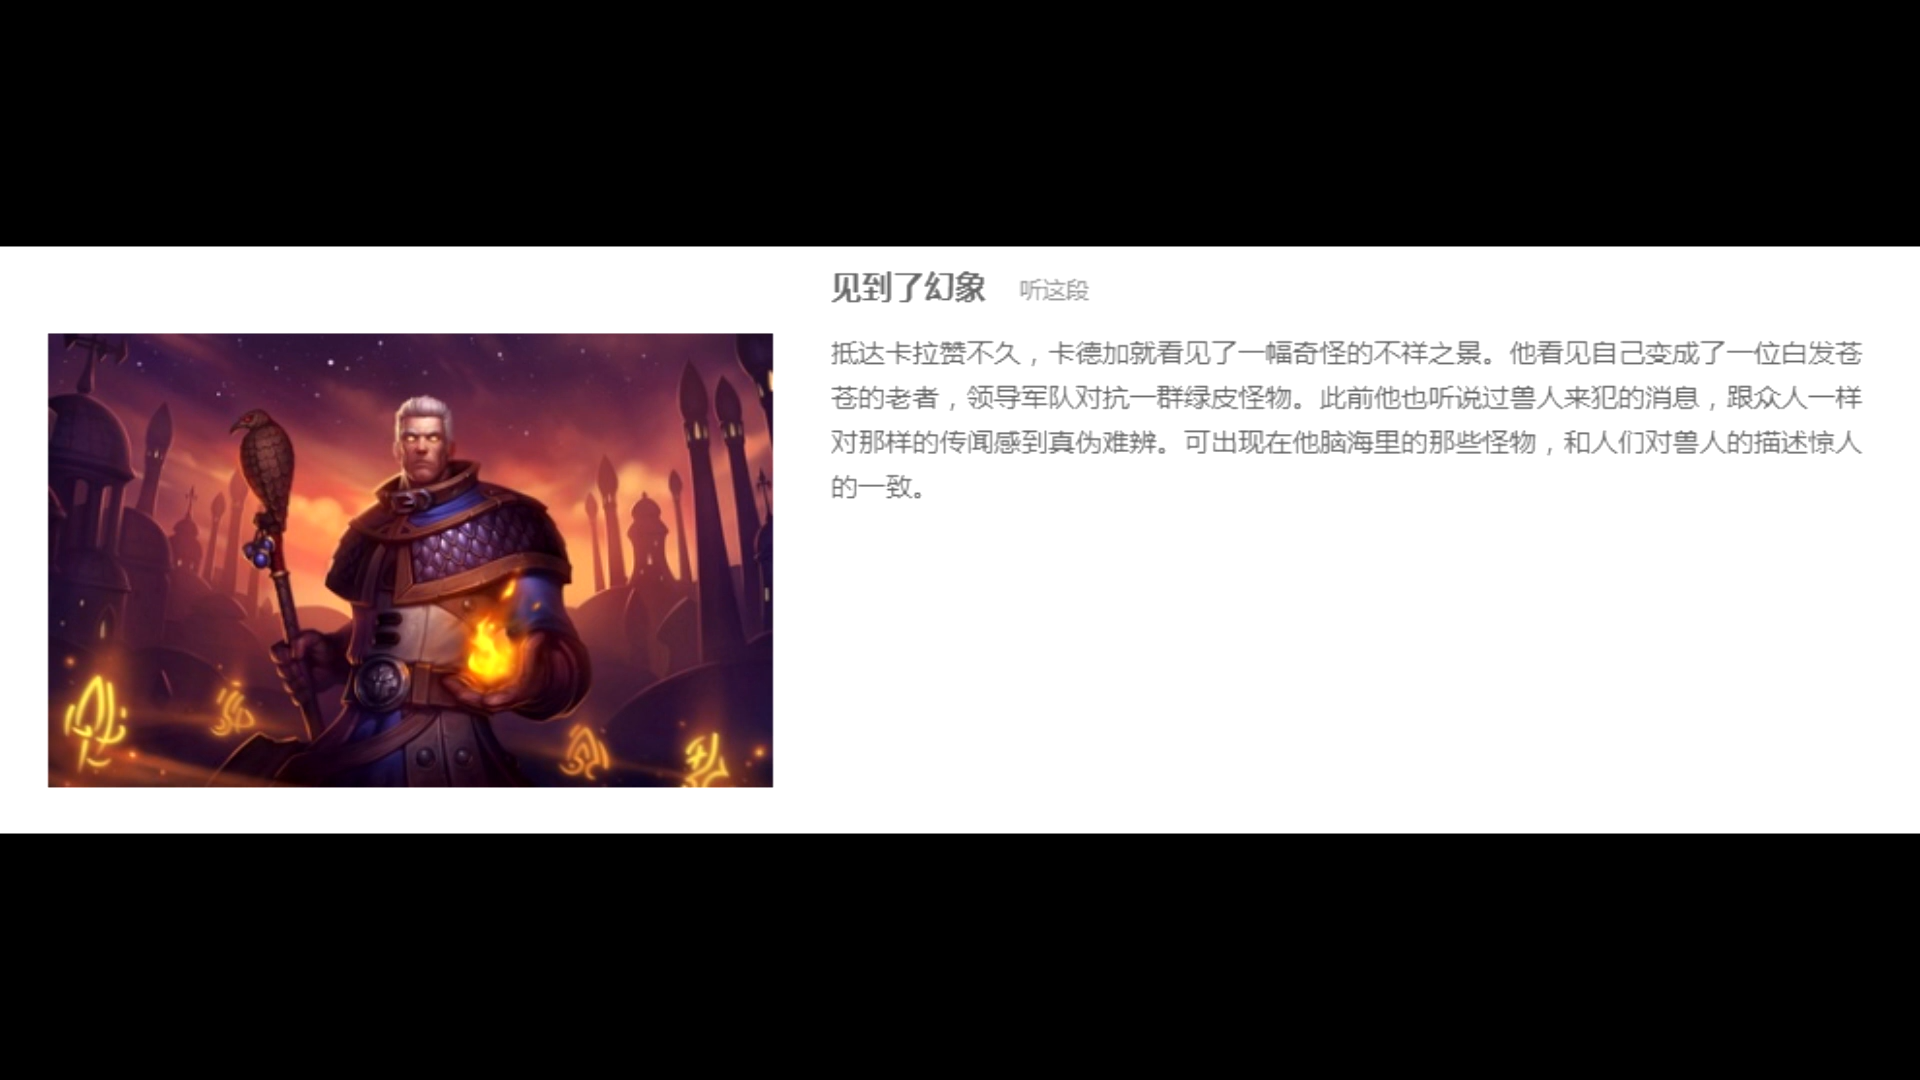 见到了幻象 听这段
抵达卡拉赞不久，卡德加就看见了一幅奇怪的不祥之景。他看见自己变成了一位白发苍
苍的老者，领导军队对抗一群绿皮怪物。此前他也听说过兽人来犯的消息，跟众人一样
对那样的传闻感到真伪难辨。可出现在他脑海里的那些怪物，和人们对兽人的描述惊人
的一致。